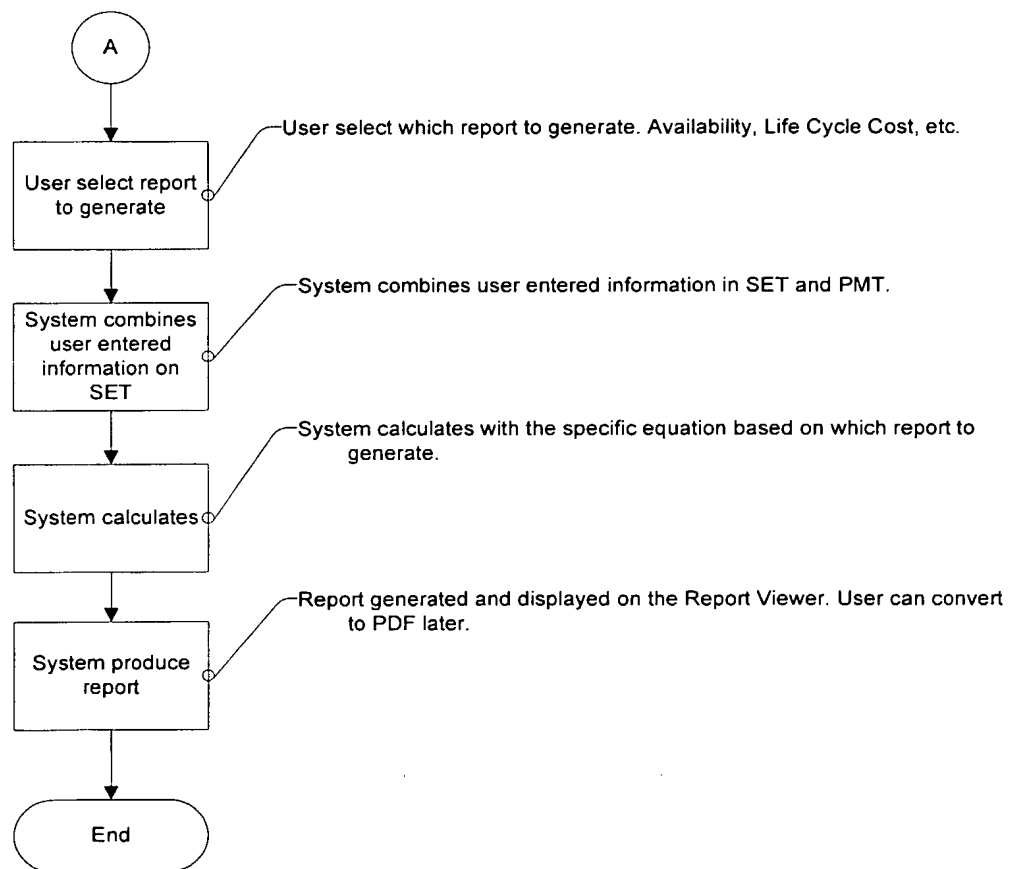 A
User select which report to generate. Availability, Life Cycle Cost, etc.
User select report
to generate
System combines user entered information in SET and PMT.
System combines
user entered
information on
SET
System calculates with the specific equation based on which report to
generate.
System calculates
Report generated and displayed on the Report Viewer. User can convert
to PDF later.
System produce
report
End